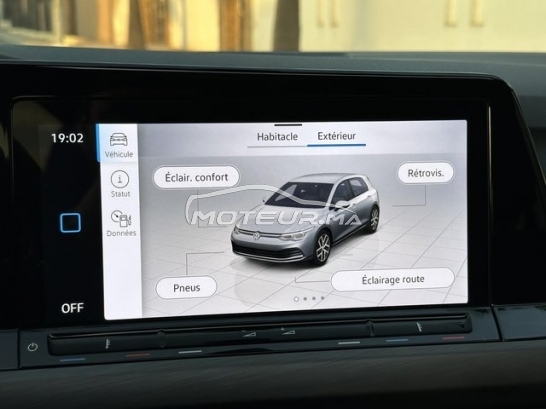 Habitacle Extérieur
19:02
Véhicule
Éclair. confort
Rétrovis.
Statut
MOTEUR.MA
Données
Pneus
Éclairage route
OFF